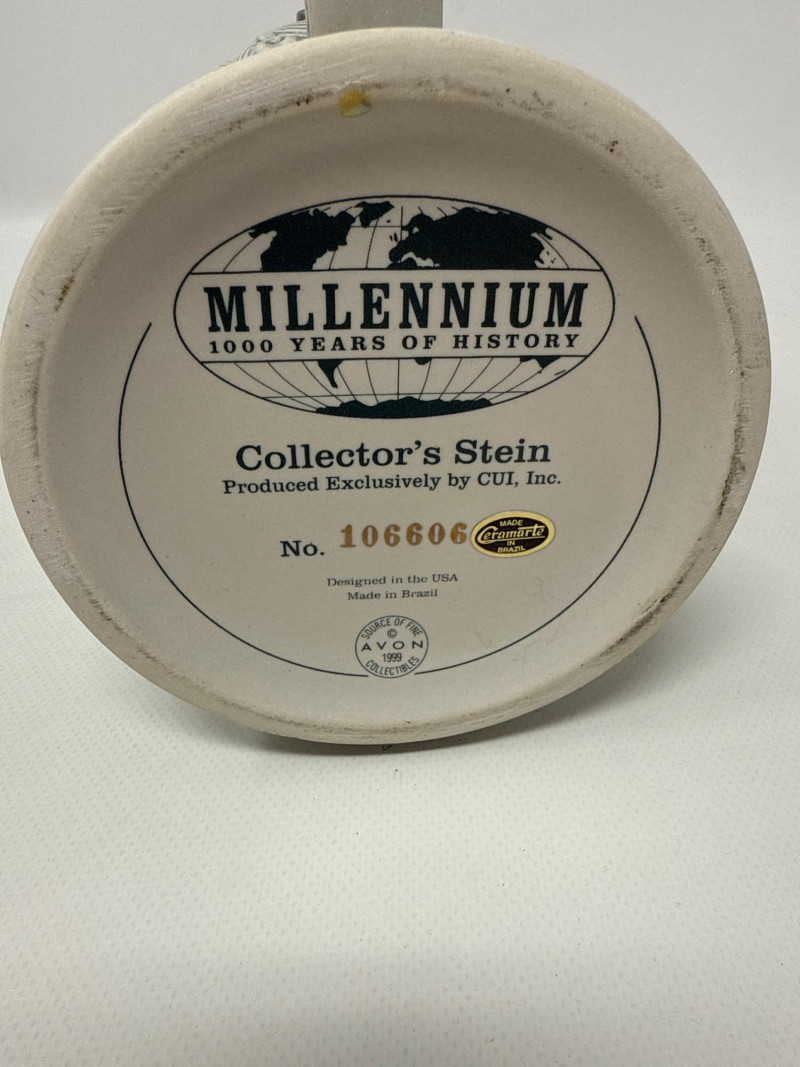 MILLENNIUM
1000 YEARS OF HISTORY
Collector's Stein
Produced Exclusively by CUI, Inc.
No. 106606
MADE
Ceramarte
IN
BRAZIL
Designed in the USA
Made in Brazil
SOURCE OF FINE
©
AVON
1999
COLLECTIBLES